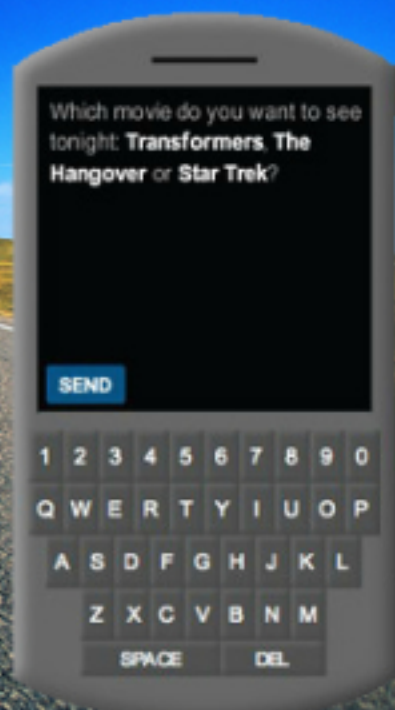 Which movie do you want to see
tonight: Transformers, The
Hangover or Star Trek?
SEND
1 2 3 4 5 6 7 8 9 0
Q W E R T Y I U O P
A S D F G H J K L
Z X C V B N M
SPACE DEL